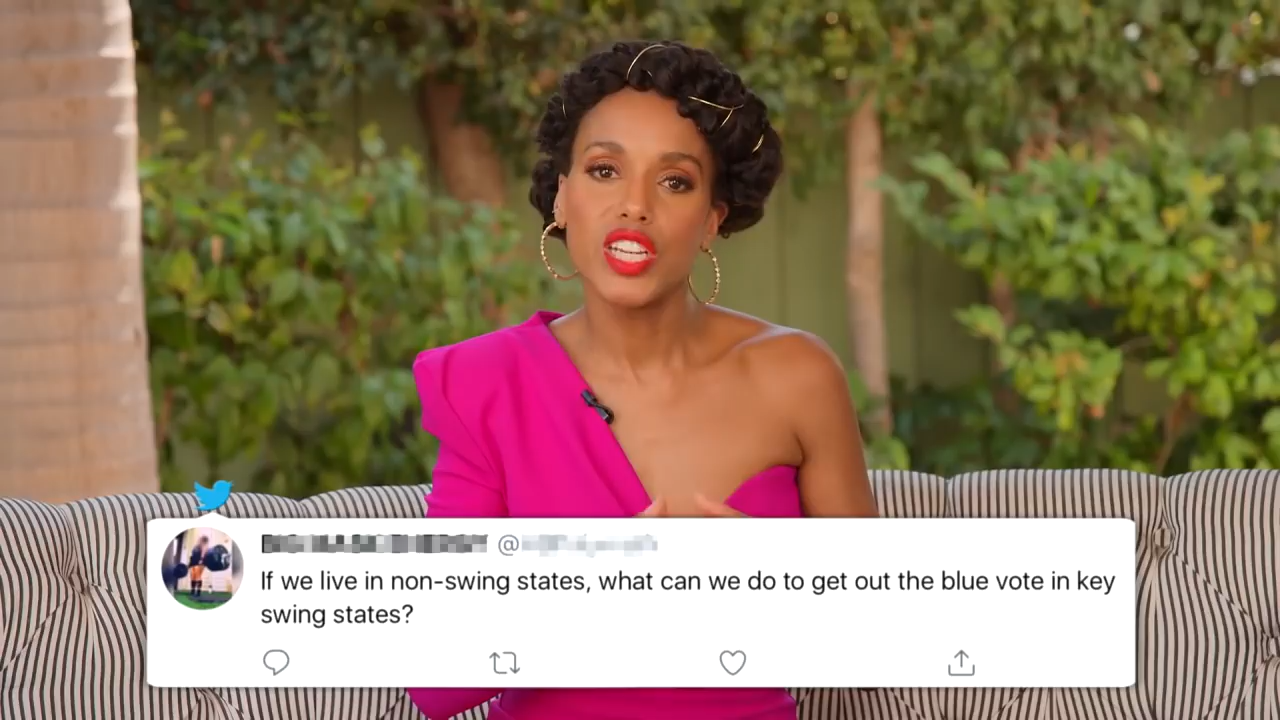 @
If we live in non-swing states, what can we do to get out the blue vote in key
swing states?